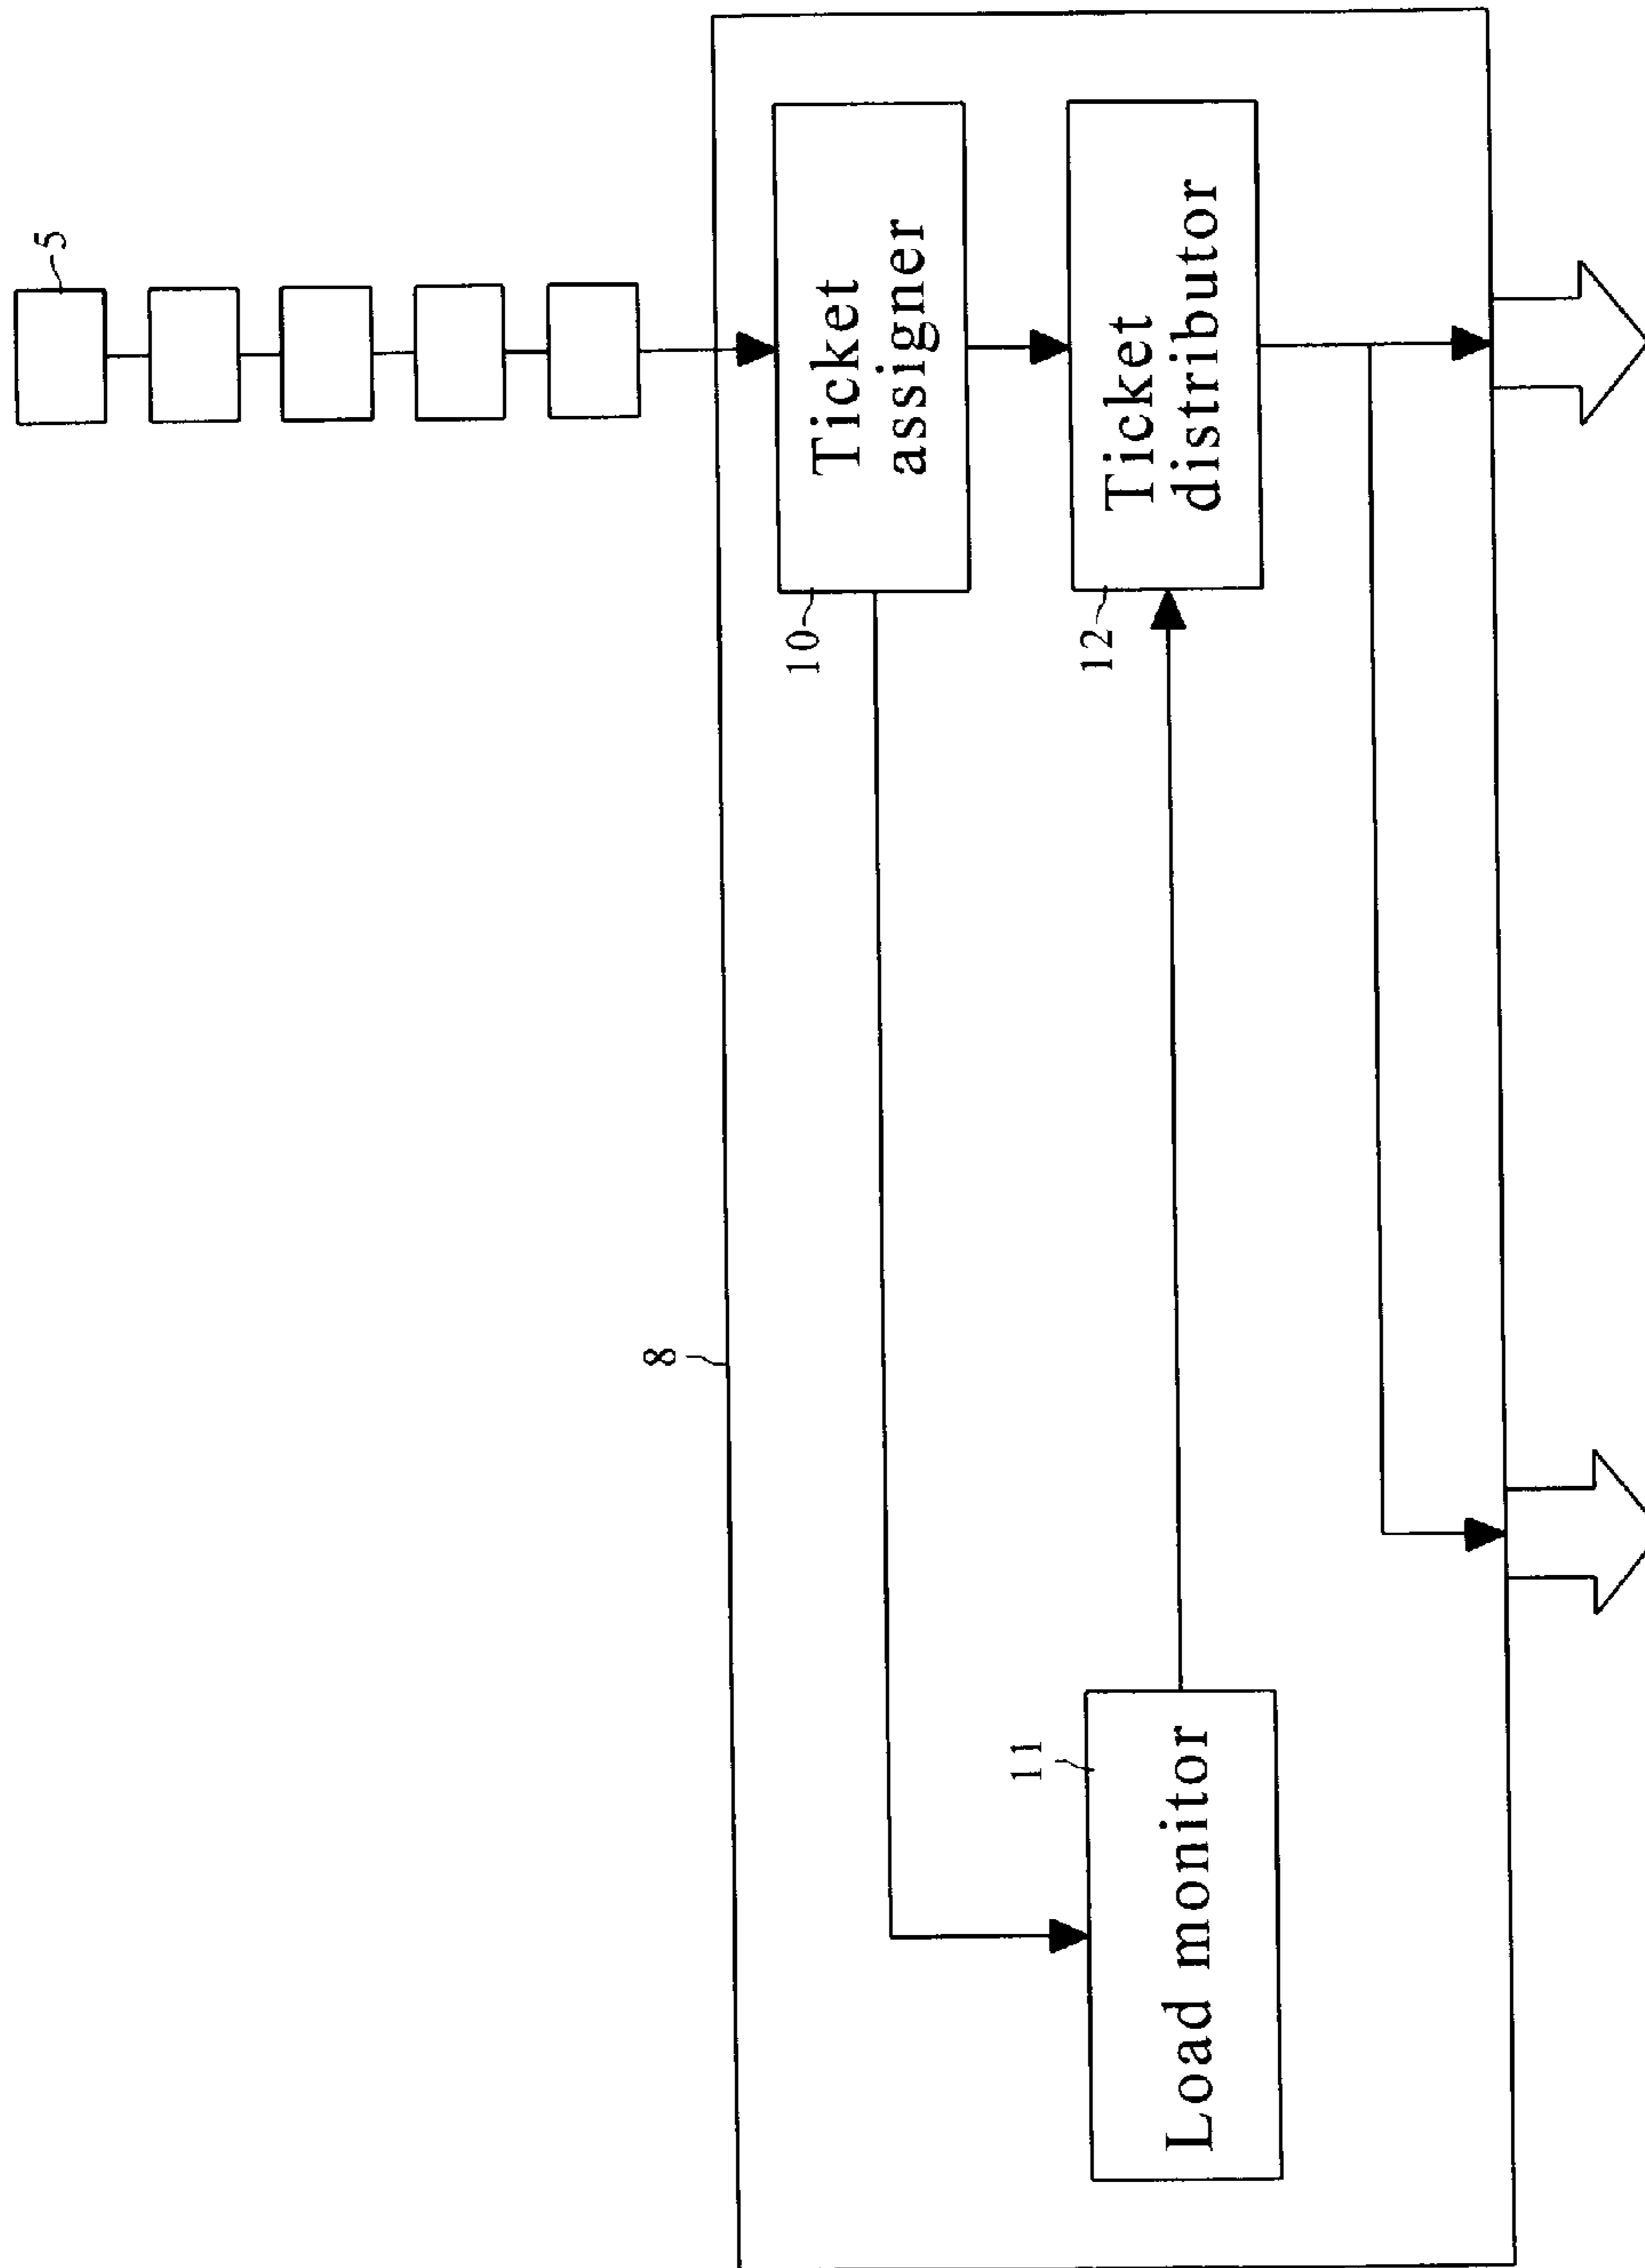 5
8
10
Ticket
assigner
11
Load monitor
12
Ticket
distributor